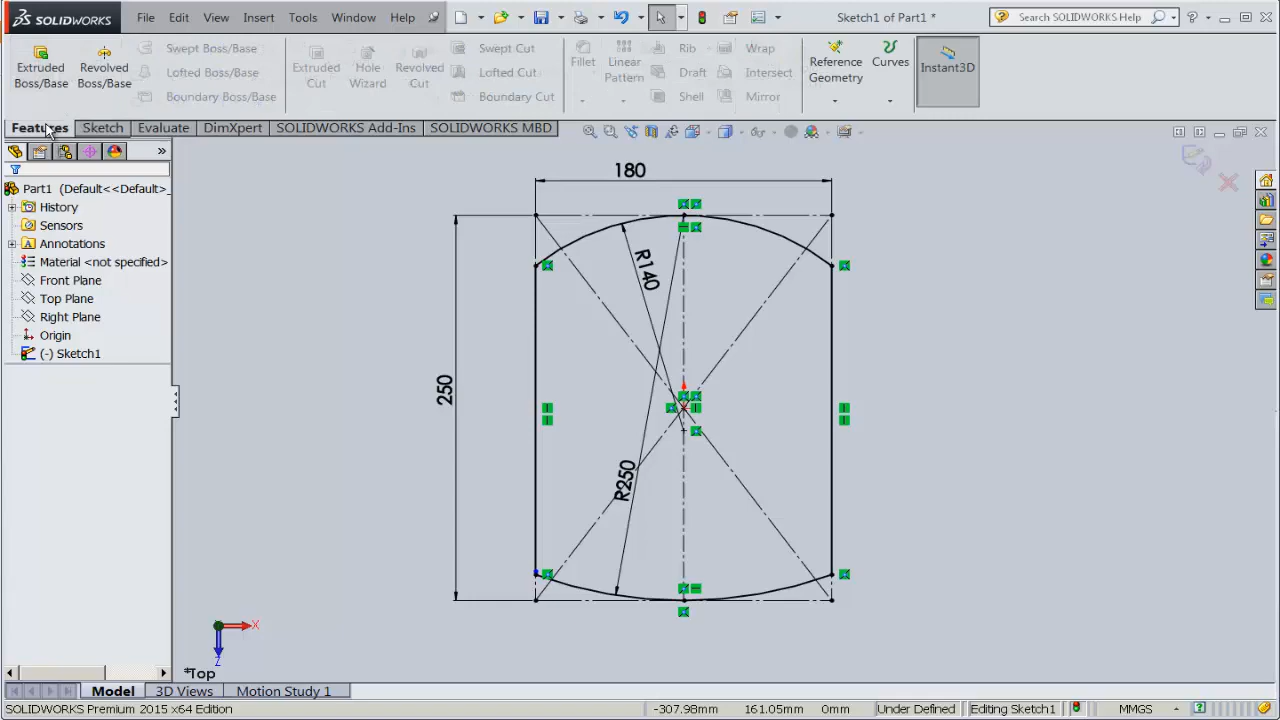 SOLIDWORKS File Edit View Insert Tools Window Help Sketch1 of Part1 * Search SOLIDWORKS Help
Extruded Boss/Base
Revolved Boss/Base
Swept Boss/Base
Lofted Boss/Base
Boundary Boss/Base
Extruded Cut
Hole Wizard
Revolved Cut
Swept Cut
Lofted Cut
Boundary Cut
Fillet
Linear Pattern
Rib
Draft
Shell
Wrap
Intersect
Mirror
Reference Geometry
Curves
Instant3D
Features Sketch Evaluate DimXpert SOLIDWORKS Add-Ins SOLIDWORKS MBD
Part1 (Default<<Default>_
History
Sensors
Annotations
Material <not specified>
Front Plane
Top Plane
Right Plane
Origin
(-) Sketch1
180
R140
250
R250
X
Z
*Top
Model 3D Views Motion Study 1
SOLIDWORKS Premium 2015 x64 Edition -307.98mm 161.05mm 0mm Under Defined Editing Sketch1 MMGS